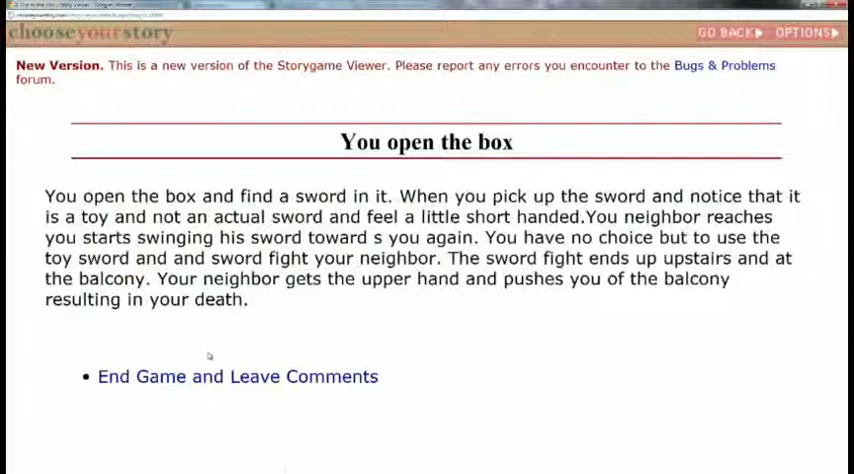 chooseyourstory
GO BACK OPTIONS
New Version. This is a new version of the Storygame Viewer. Please report any errors you encounter to the Bugs & Problems
forum.
You open the box
You open the box and find a sword in it. When you pick up the sword and notice that it
is a toy and not an actual sword and feel a little short handed.You neighbor reaches
you starts swinging his sword toward s you again. You have no choice but to use the
toy sword and and sword fight your neighbor. The sword fight ends up upstairs and at
the balcony. Your neighbor gets the upper hand and pushes you of the balcony
resulting in your death.
• End Game and Leave Comments